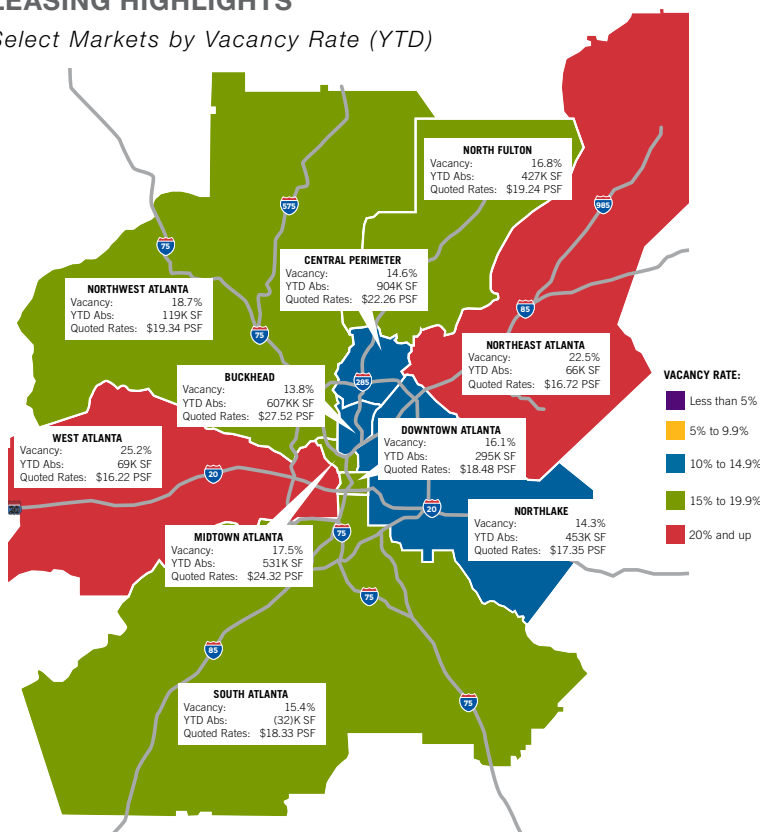 LEASING HIGHLIGHTS
Select Markets by Vacancy Rate (YTD)
NORTH FULTON
Vacancy: 16.8%
YTD Abs: 427K SF
Quoted Rates: $19.24 PSF
985
575
75
CENTRAL PERIMETER
Vacancy: 14.6%
YTD Abs: 904K SF
Quoted Rates: $22.26 PSF
NORTHWEST ATLANTA
Vacancy: 18.7%
YTD Abs: 119K SF
Quoted Rates: $19.34 PSF
85
75
NORTHEAST ATLANTA
Vacancy: 22.5%
YTD Abs: 66K SF
Quoted Rates: $16.72 PSF
BUCKHEAD
Vacancy: 13.8%
YTD Abs: 607KK SF
Quoted Rates: $27.52 PSF
285
VACANCY RATE:
Less than 5%
5% to 9.9%
10% to 14.9%
15% to 19.9%
20% and up
WEST ATLANTA
Vacancy: 25.2%
YTD Abs: 69K SF
Quoted Rates: $16.22 PSF
DOWNTOWN ATLANTA
Vacancy: 16.1%
YTD Abs: 295K SF
Quoted Rates: $18.48 PSF
20
20
NORTHLAKE
Vacancy: 14.3%
YTD Abs: 453K SF
Quoted Rates: $17.35 PSF
MIDTOWN ATLANTA
Vacancy: 17.5%
YTD Abs: 531K SF
Quoted Rates: $24.32 PSF
75
75
85
SOUTH ATLANTA
Vacancy: 15.4%
YTD Abs: (32)K SF
Quoted Rates: $18.33 PSF
75